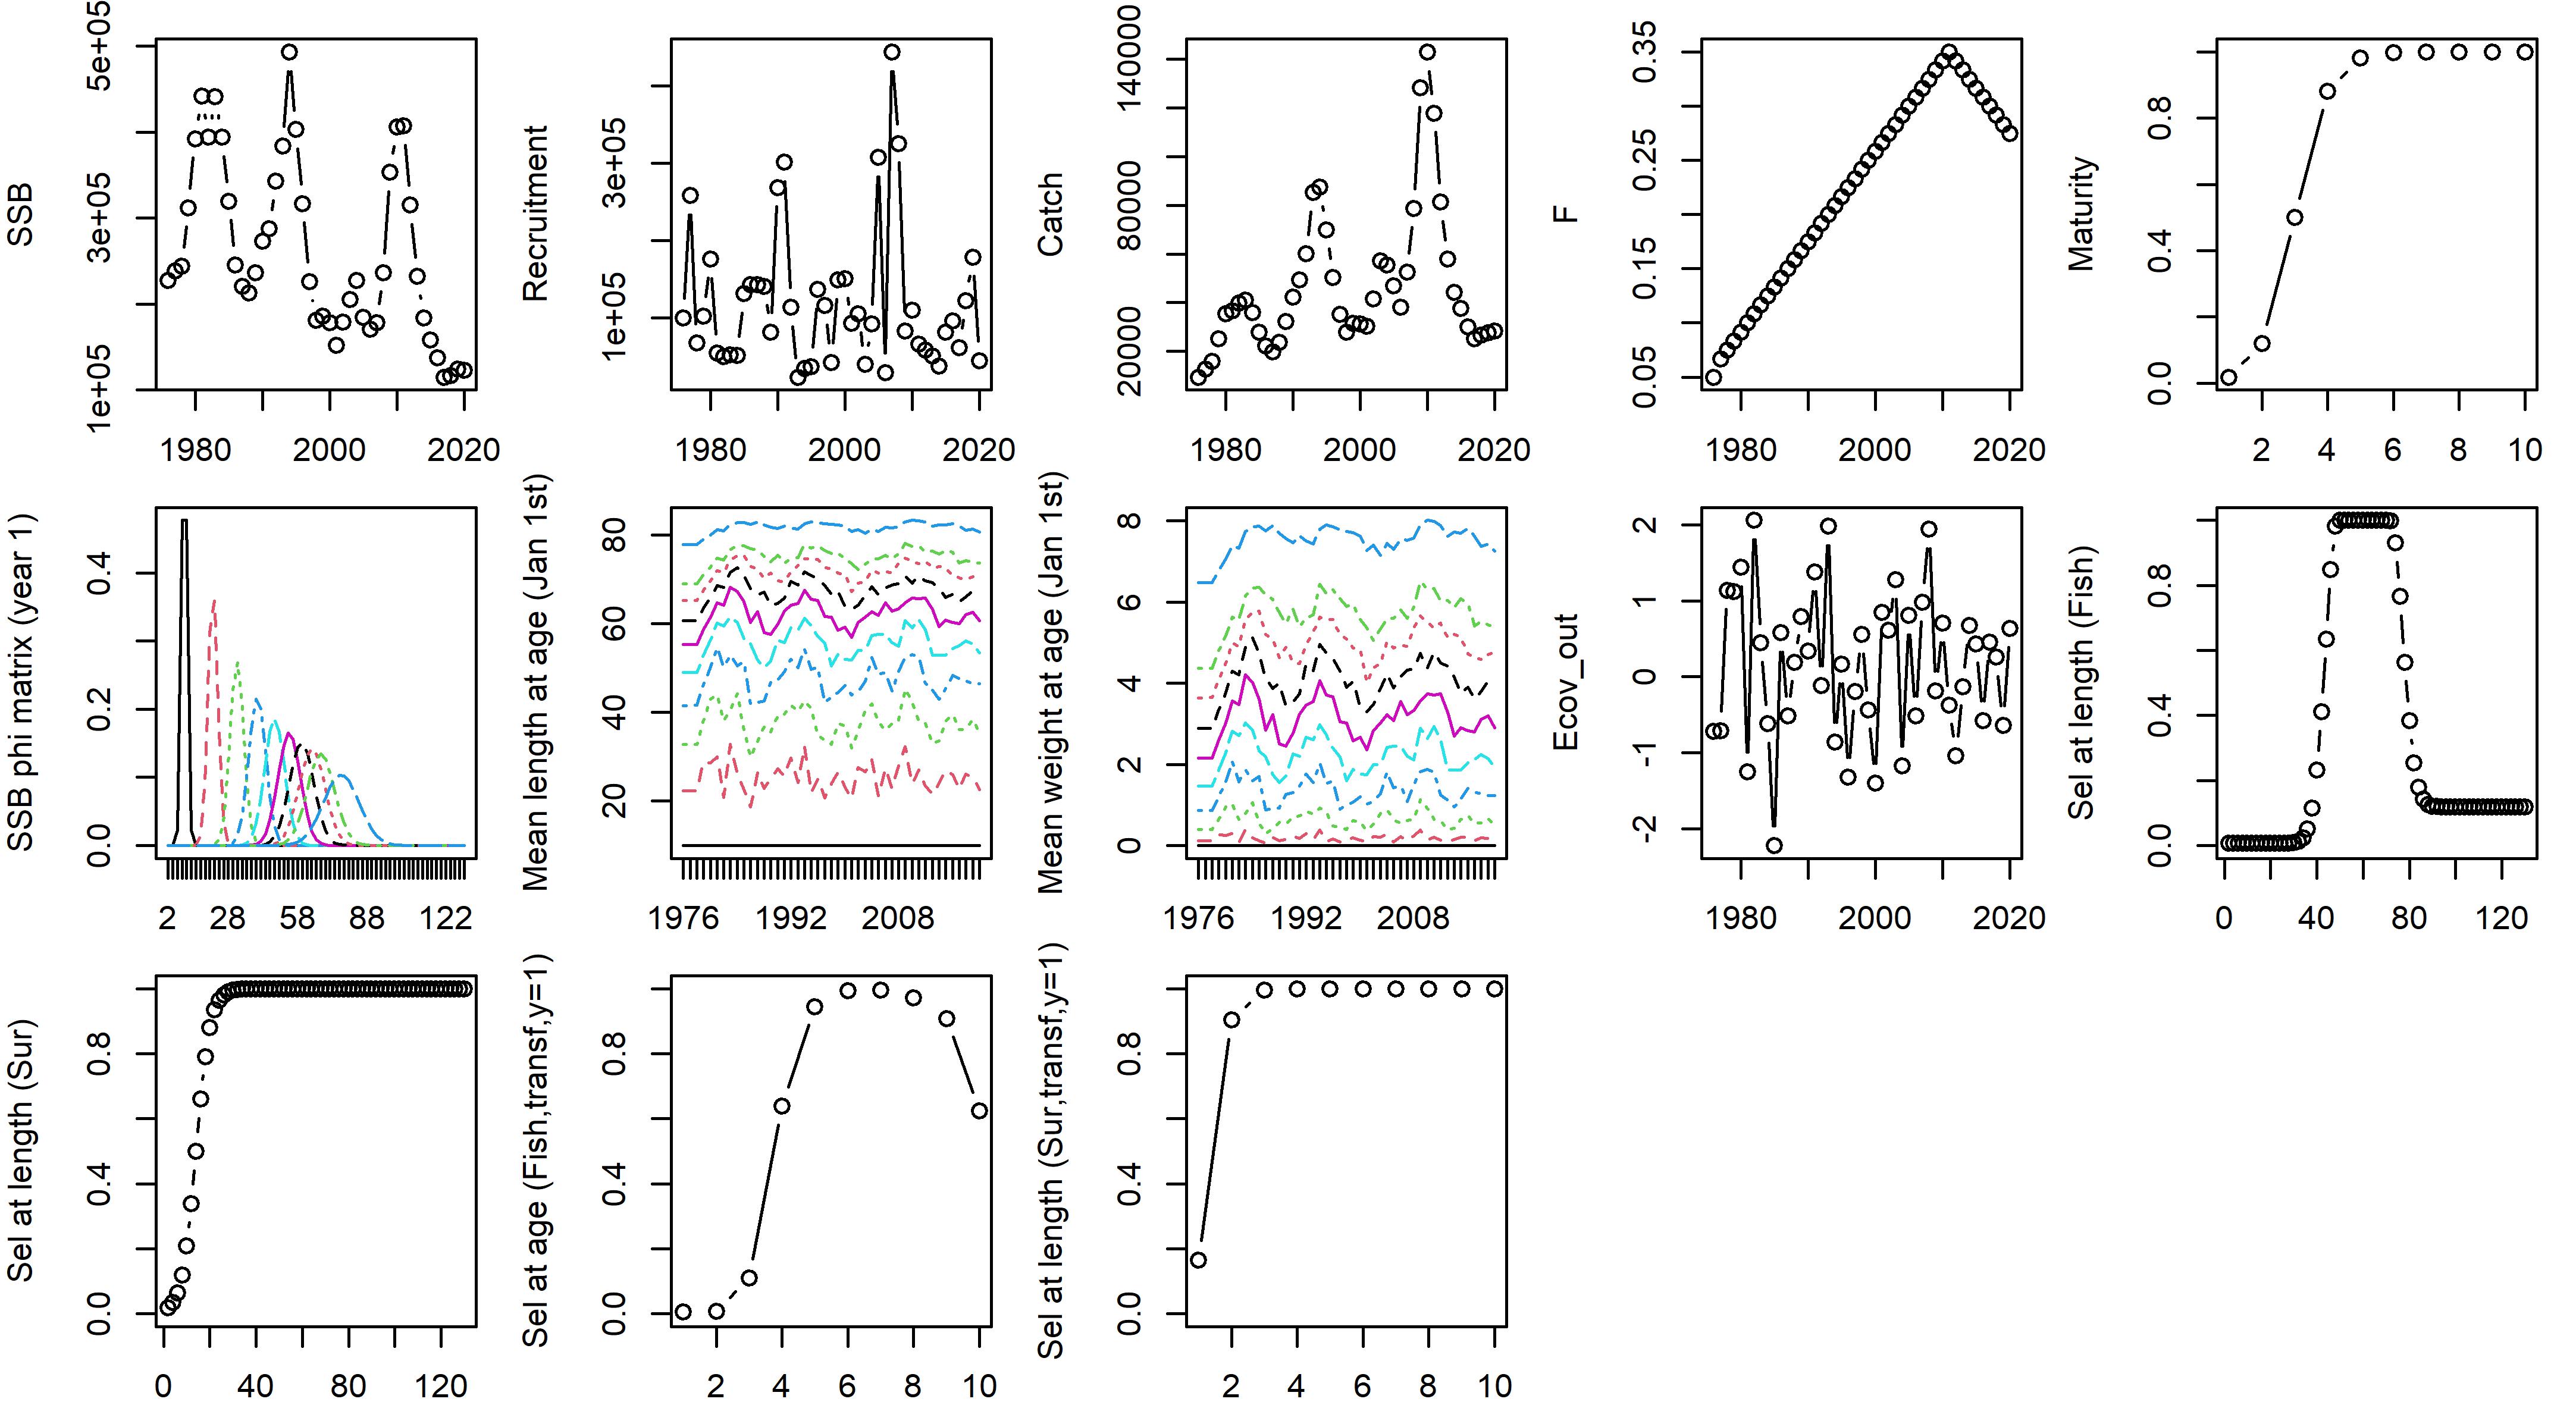 SSB
1e+05 3e+05 5e+05
1980 2000 2020
Recruitment
1e+05 3e+05
1980 2000 2020
Catch
20000 80000 140000
1980 2000 2020
F
0.05 0.15 0.25 0.35
1980 2000 2020
Maturity
0.0 0.4 0.8
2 4 6 8 10
SSB phi matrix (year 1)
0.0 0.2 0.4
2 28 58 88 122
Mean length at age (Jan 1st)
20 40 60 80
1976 1992 2008
Mean weight at age (Jan 1st)
0 2 4 6 8
1976 1992 2008
Ecov_out
-2 -1 0 1 2
1980 2000 2020
Sel at length (Fish)
0.0 0.4 0.8
0 40 80 120
Sel at length (Sur)
0.0 0.4 0.8
0 40 80 120
Sel at age (Fish,transf,y=1)
0.0 0.4 0.8
2 4 6 8 10
Sel at length (Sur,transf,y=1)
0.0 0.4 0.8
2 4 6 8 10